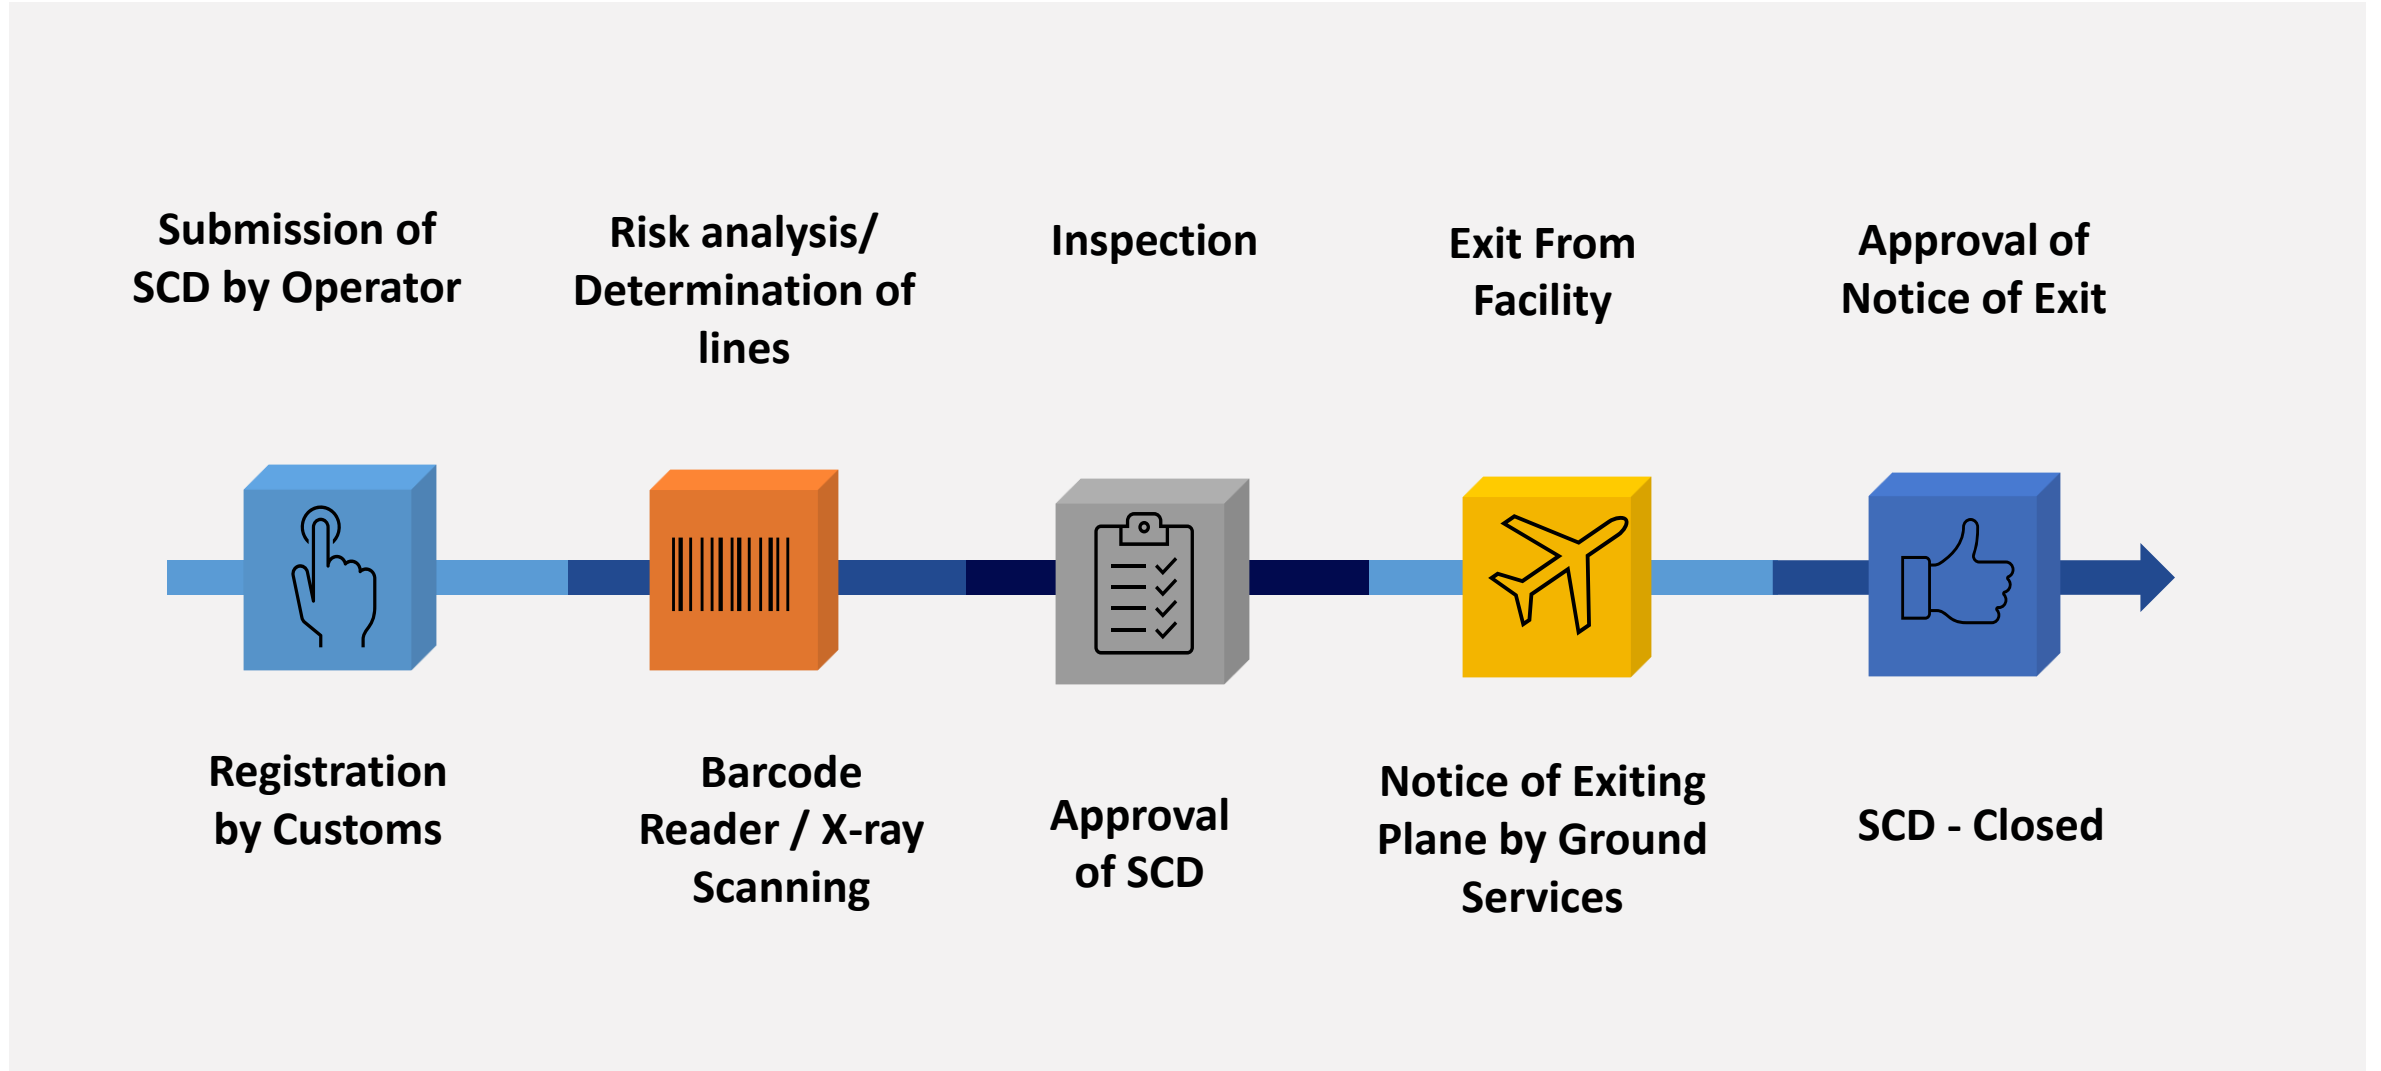 Submission of
SCD by Operator
Risk analysis/
Determination of
lines
Inspection
Exit From
Facility
Approval of
Notice of Exit
Registration
by Customs
Barcode
Reader / X-ray
Scanning
Approval
of SCD
Notice of Exiting
Plane by Ground
Services
SCD - Closed